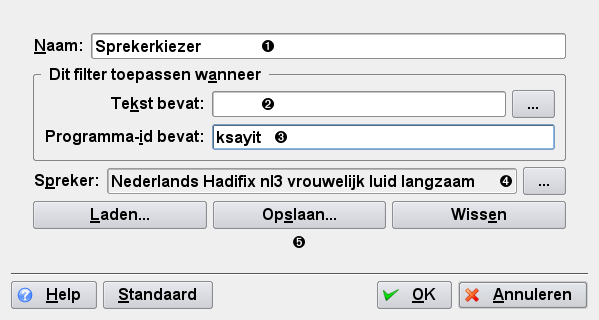 Naam: Sprekerkiezer ❶
Dit filter toepassen wanneer
Tekst bevat: ❷ ...
Programma-id bevat: ksayit ❸
Spreker: Nederlands Hadifix nl3 vrouwelijk luid langzaam ❹ ...
Laden... Opslaan... Wissen
❺
Help Standaard OK Annuleren